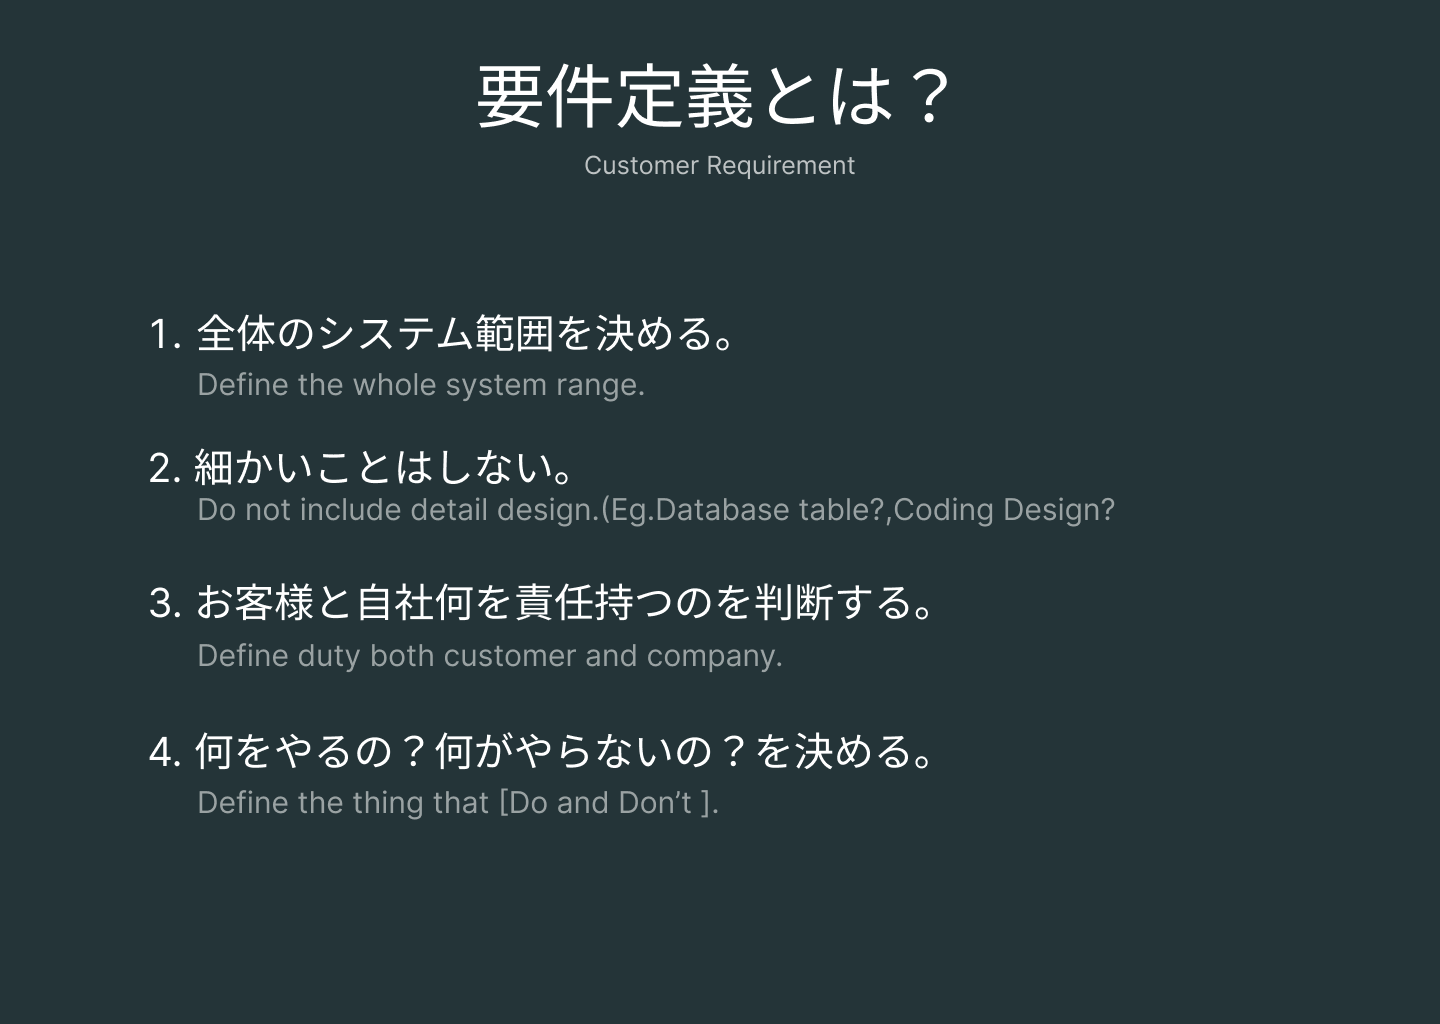 要件定義とは？
Customer Requirement
1. 全体のシステム範囲を決める。
Define the whole system range.
2. 細かいことはしない。
Do not include detail design.(Eg.Database table?,Coding Design?
3. お客様と自社何を責任持つのを判断する。
Define duty both customer and company.
4. 何をやるの？何がやらないの？を決める。
Define the thing that [Do and Don’t ].